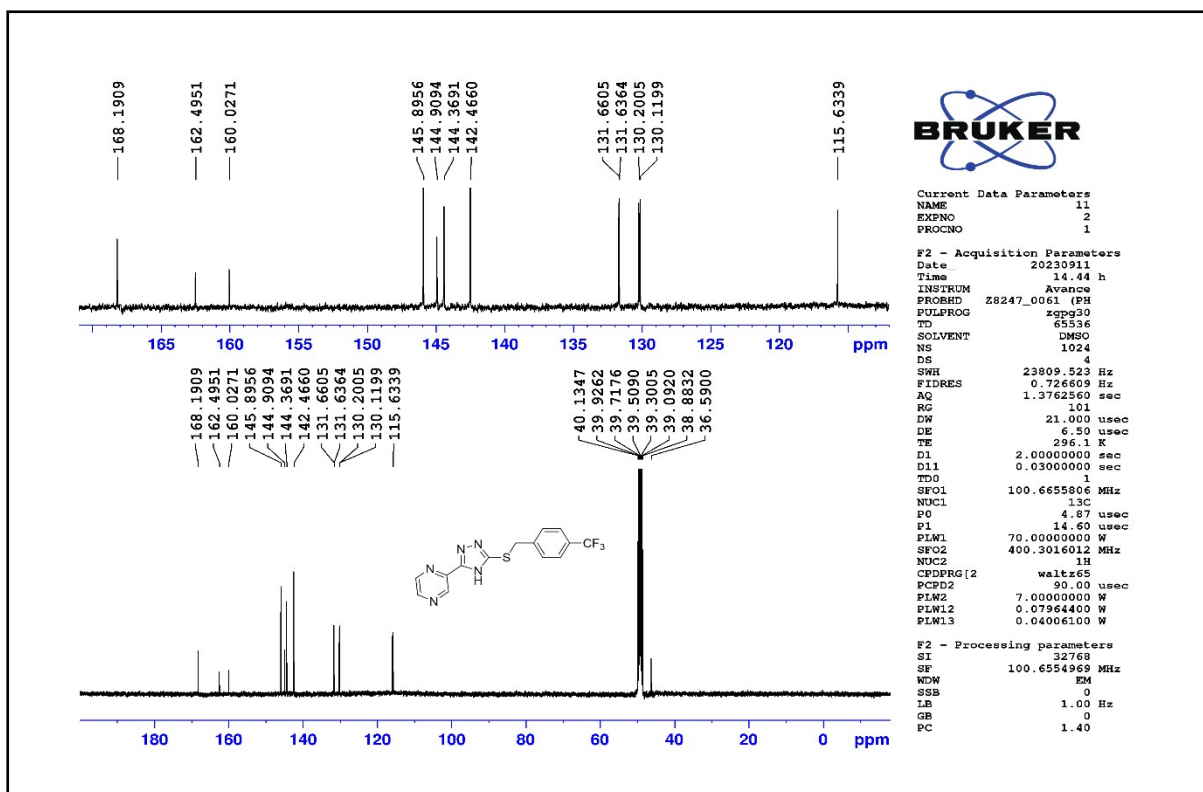 168.1909
162.4951
160.0271
145.8956
144.9094
144.3691
142.4660
131.6605
131.6364
130.2005
130.1199
115.6339
165 160 155 150 145 140 135 130 125 120 ppm
168.1909
162.4951
160.0271
145.8956
144.9094
144.3691
142.4660
131.6605
131.6364
130.2005
130.1199
115.6339
40.1347
39.9262
39.7176
39.5090
39.3005
39.0920
38.8832
36.5900
N N
N
N
N
H
S
CF3
180 160 140 120 100 80 60 40 20 0 ppm
BRUKER
Current Data Parameters
NAME 11
EXPNO 2
PROCNO 1
F2 - Acquisition Parameters
Date_ 20230911
Time 14.44 h
INSTRUM Avance
PROBHD Z8247_0061 (PH
PULPROG zgpg30
TD 65536
SOLVENT DMSO
NS 1024
DS 4
SWH 23809.523 Hz
FIDRES 0.726609 Hz
AQ 1.3762560 sec
RG 101
DW 21.000 usec
DE 6.50 usec
TE 296.1 K
D1 2.00000000 sec
D11 0.03000000 sec
TD0 1
SFO1 100.6655806 MHz
NUC1 13C
P0 4.87 usec
P1 14.60 usec
PLW1 70.00000000 W
SFO2 400.3016012 MHz
NUC2 1H
CPDPRG[2 waltz65
PCPD2 90.00 usec
PLW2 7.00000000 W
PLW12 0.07964400 W
PLW13 0.04006100 W
F2 - Processing parameters
SI 32768
SF 100.6554969 MHz
WDW EM
SSB 0
LB 1.00 Hz
GB 0
PC 1.40